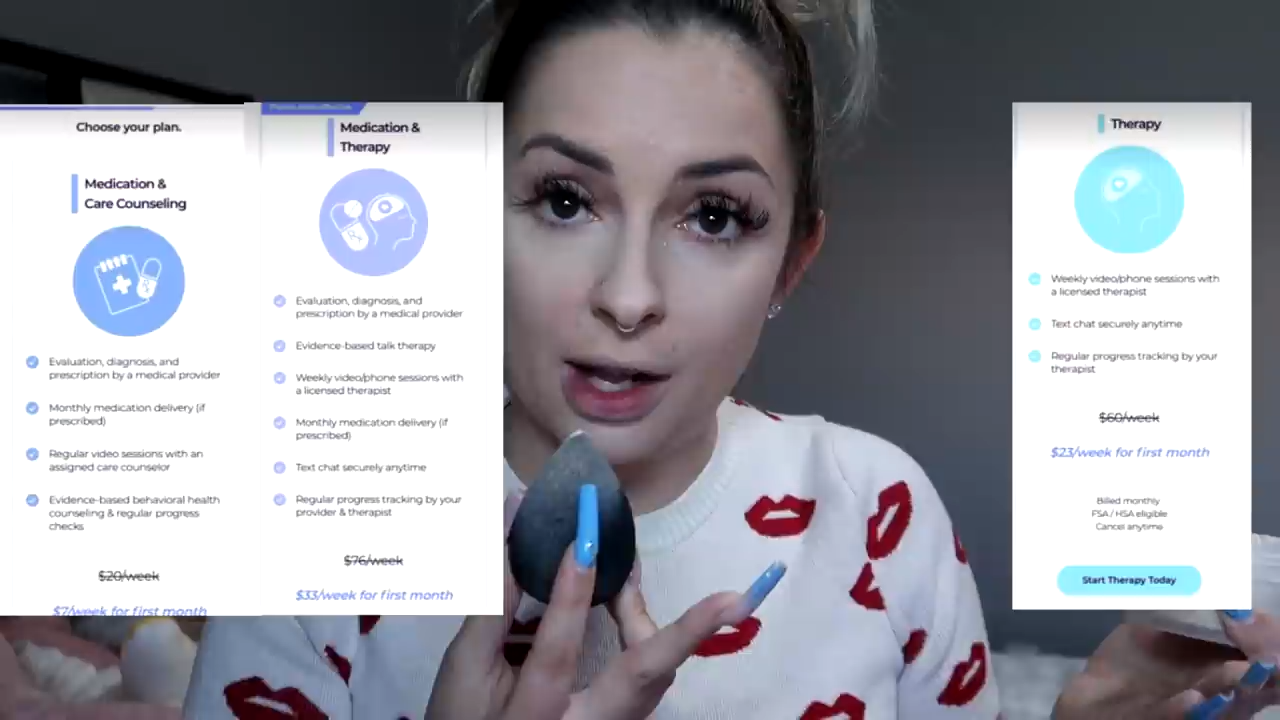 Choose your plan.
Medication &
Care Counseling
Evaluation, diagnosis, and
prescription by a medical provider
Monthly medication delivery (if
prescribed)
Regular video sessions with an
assigned care counselor
Evidence-based behavioral health
counseling & regular progress
checks
$20/week
$7/week for first month
Medication &
Therapy
Evaluation, diagnosis, and
prescription by a medical provider
Evidence-based talk therapy
Weekly video/phone sessions with
a licensed therapist
Monthly medication delivery (if
prescribed)
Text chat securely anytime
Regular progress tracking by your
provider & therapist
$76/week
$33/week for first month
Therapy
Weekly video/phone sessions with
a licensed therapist
Text chat securely anytime
Regular progress tracking by your
therapist
$60/week
$23/week for first month
Billed monthly
FSA / HSA eligible
Cancel anytime
Start Therapy Today